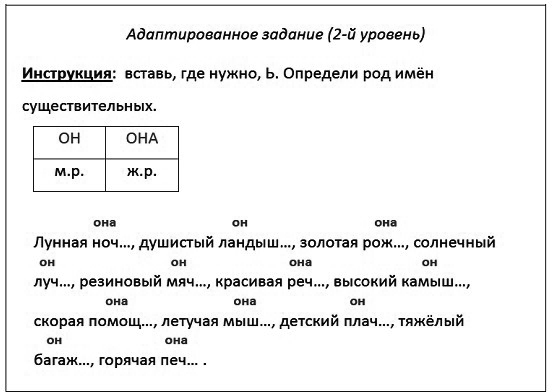 Адаптированное задание (2-й уровень)
Инструкция: вставь, где нужно, Ь. Определи род имён
существительных.
ОН ОНА
м.р. ж.р.
она он она
Лунная ноч…, душистый ландыш…, золотая рож…, солнечный
он он она он
луч…, резиновый мяч…, красивая реч…, высокий камыш…,
она она он
скорая помощ…, летучая мыш…, детский плач…, тяжёлый
он она
багаж…, горячая печ… .